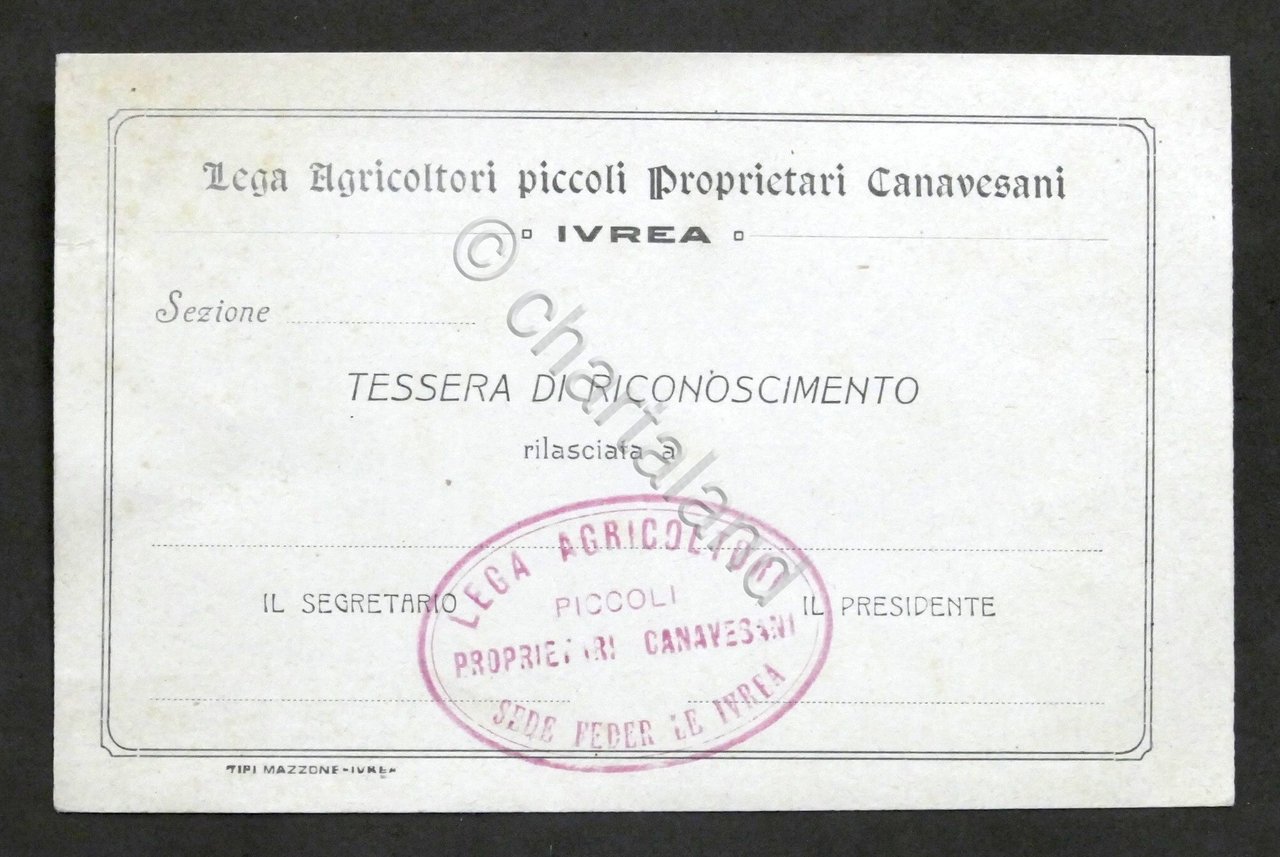 Lega Agricoltori piccoli Proprietari Canavesani
IVREA
Sezione
TESSERA DI RICONOSCIMENTO
rilasciata a
IL SEGRETARIO
IL PRESIDENTE
LEGA AGRICOLTORI
PICCOLI
PROPRIETARI CANAVESANI
SEDE FEDER LE IVREA
TIPI MAZZONE-IVREA
© chartaland